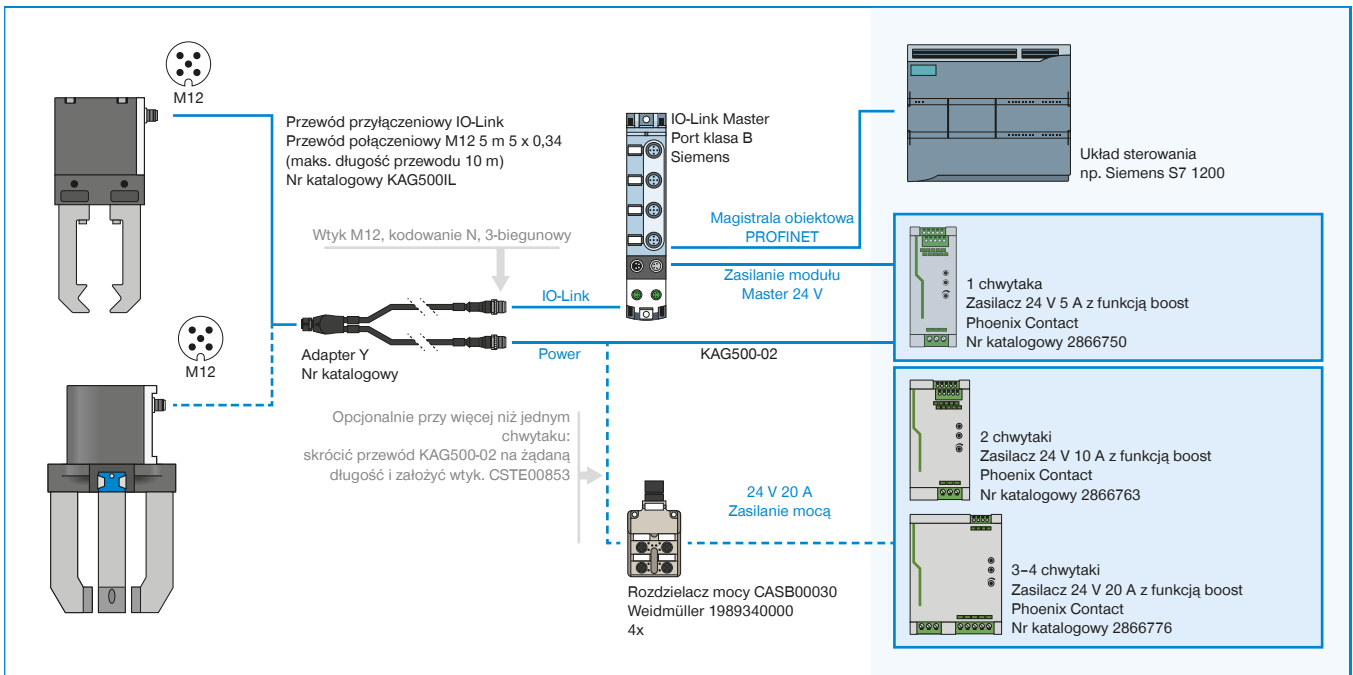 M12
Przewód przyłączeniowy IO-Link
Przewód połączeniowy M12 5 m 5 x 0,34
(maks. długość przewodu 10 m)
Nr katalogowy KAG500IL
IO-Link Master
Port klasa B
Siemens
Układ sterowania
np. Siemens S7 1200
Magistrala obiektowa
PROFINET
Wtyk M12, kodowanie N, 3-biegunowy
Zasilanie modułu
Master 24 V
1 chwytaka
Zasilacz 24 V 5 A z funkcją boost
Phoenix Contact
Nr katalogowy 2866750
IO-Link
M12
Adapter Y
Nr katalogowy
Power
KAG500-02
Opcjonalnie przy więcej niż jednym
chwytaku:
skrócić przewód KAG500-02 na żądaną
długość i założyć wtyk. CSTE00853
2 chwytaki
Zasilacz 24 V 10 A z funkcją boost
Phoenix Contact
Nr katalogowy 2866763
24 V 20 A
Zasilanie mocą
3–4 chwytaki
Zasilacz 24 V 20 A z funkcją boost
Phoenix Contact
Nr katalogowy 2866776
Rozdzielacz mocy CASB00030
Weidmüller 1989340000
4x